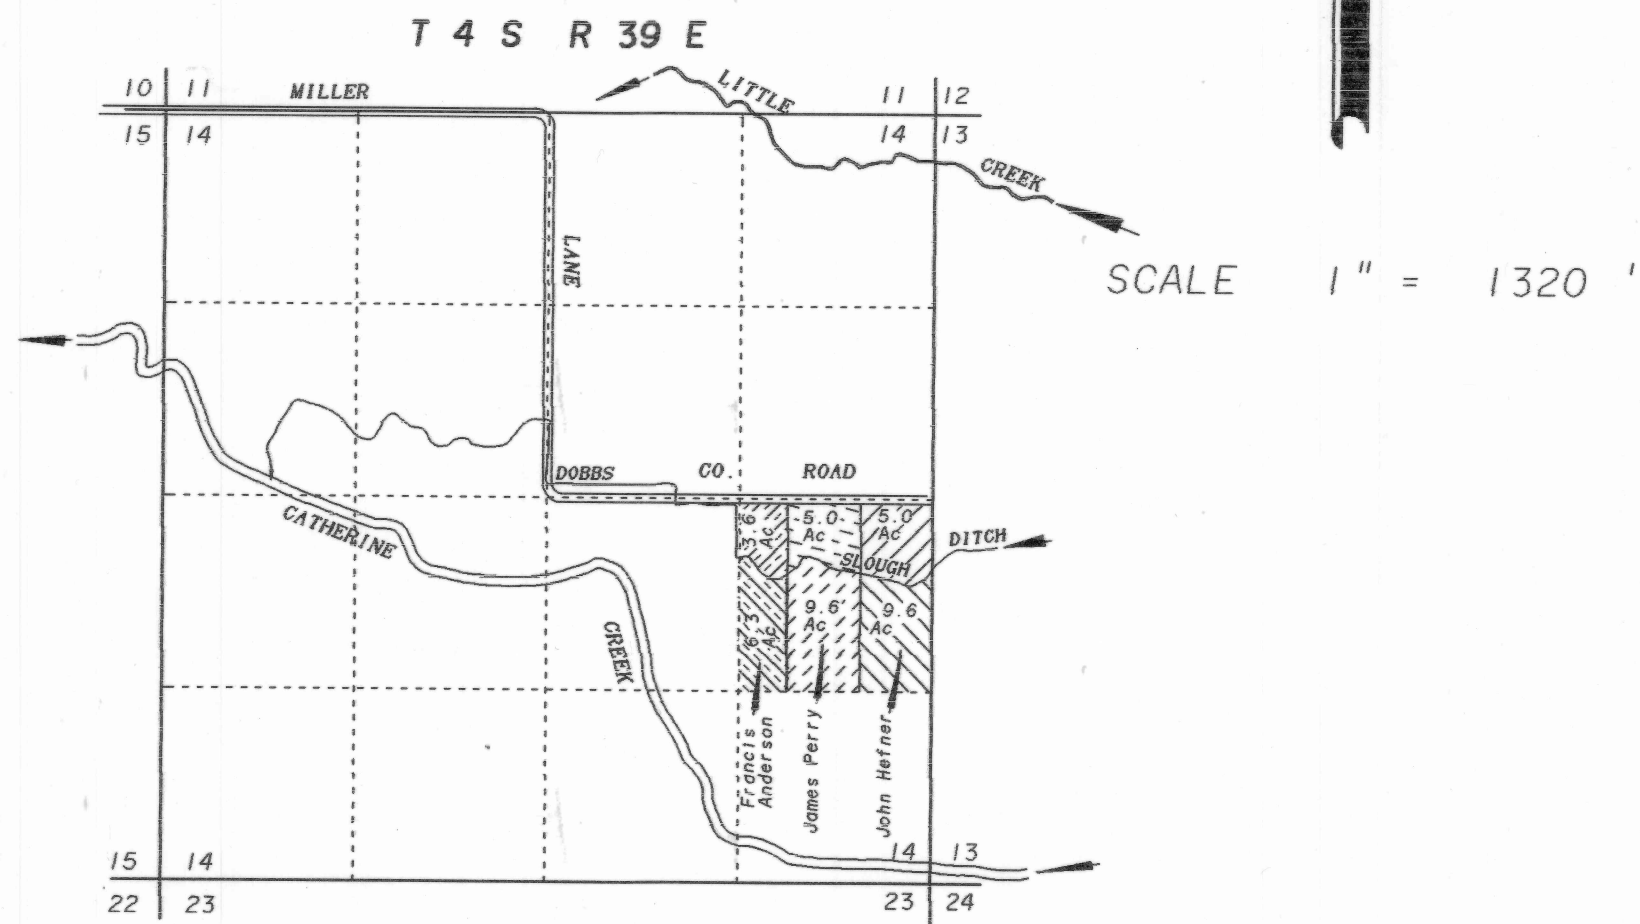 T 4 S R 39 E
10 11
MILLER
LITTLE
11 12
15 14
14 13
CREEK
LANE
SCALE 1" = 1320 '
DOBBS CO. ROAD
CATHERINE
CREEK
3.6 Ac
5.0 Ac
5.0 Ac
DITCH
SLOUGH
6.3 Ac
9.6 Ac
9.6 Ac
Francis
Anderson
James Perry
John Hefner
15 14
14 13
22 23
23 24